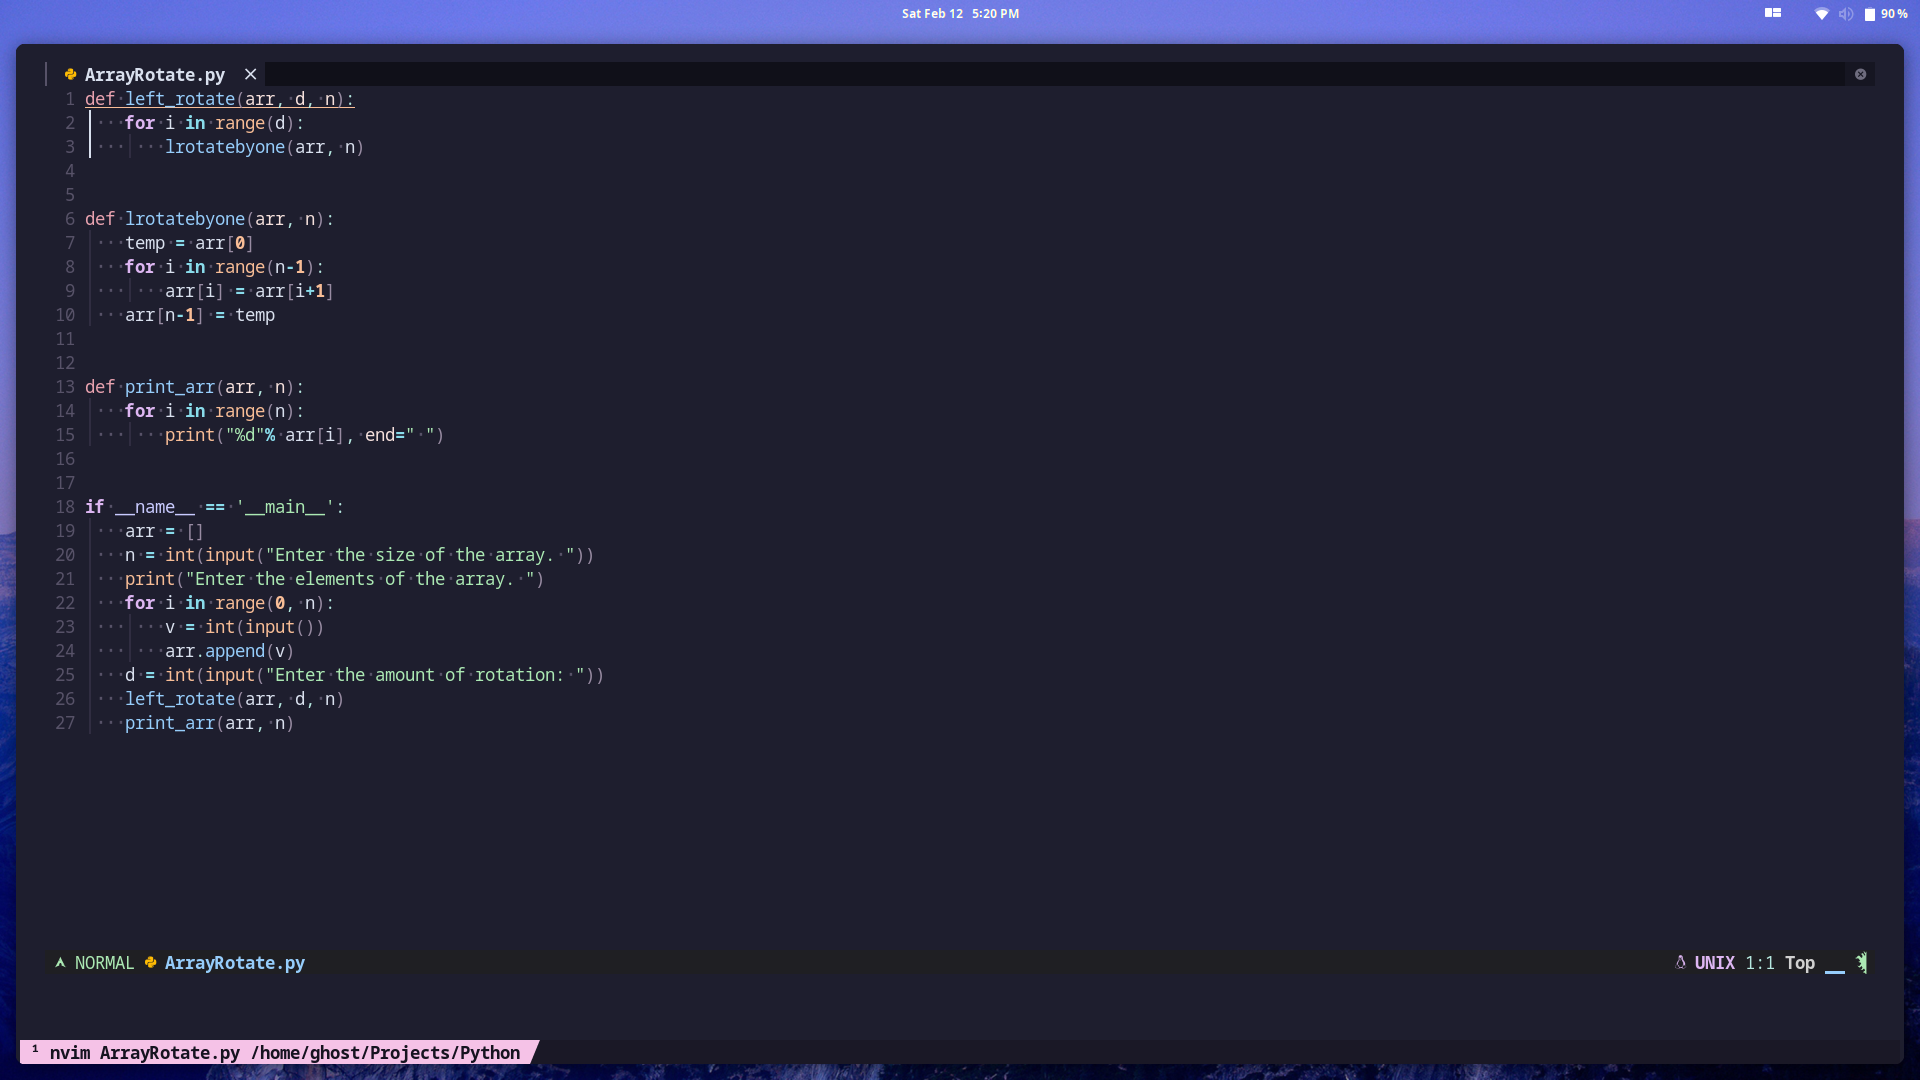 Sat Feb 12 5:20 PM
90%
ArrayRotate.py
1 def left_rotate(arr, d, n):
2     for i in range(d):
3         lrotatebyone(arr, n)
4
5
6 def lrotatebyone(arr, n):
7     temp = arr[0]
8     for i in range(n-1):
9         arr[i] = arr[i+1]
10     arr[n-1] = temp
11
12
13 def print_arr(arr, n):
14     for i in range(n):
15         print("%d"% arr[i], end=" ")
16
17
18 if __name__ == '__main__':
19     arr = []
20     n = int(input("Enter the size of the array. "))
21     print("Enter the elements of the array. ")
22     for i in range(0, n):
23         v = int(input())
24         arr.append(v)
25     d = int(input("Enter the amount of rotation: "))
26     left_rotate(arr, d, n)
27     print_arr(arr, n)
NORMAL ArrayRotate.py UNIX 1:1 Top
1 nvim ArrayRotate.py /home/ghost/Projects/Python